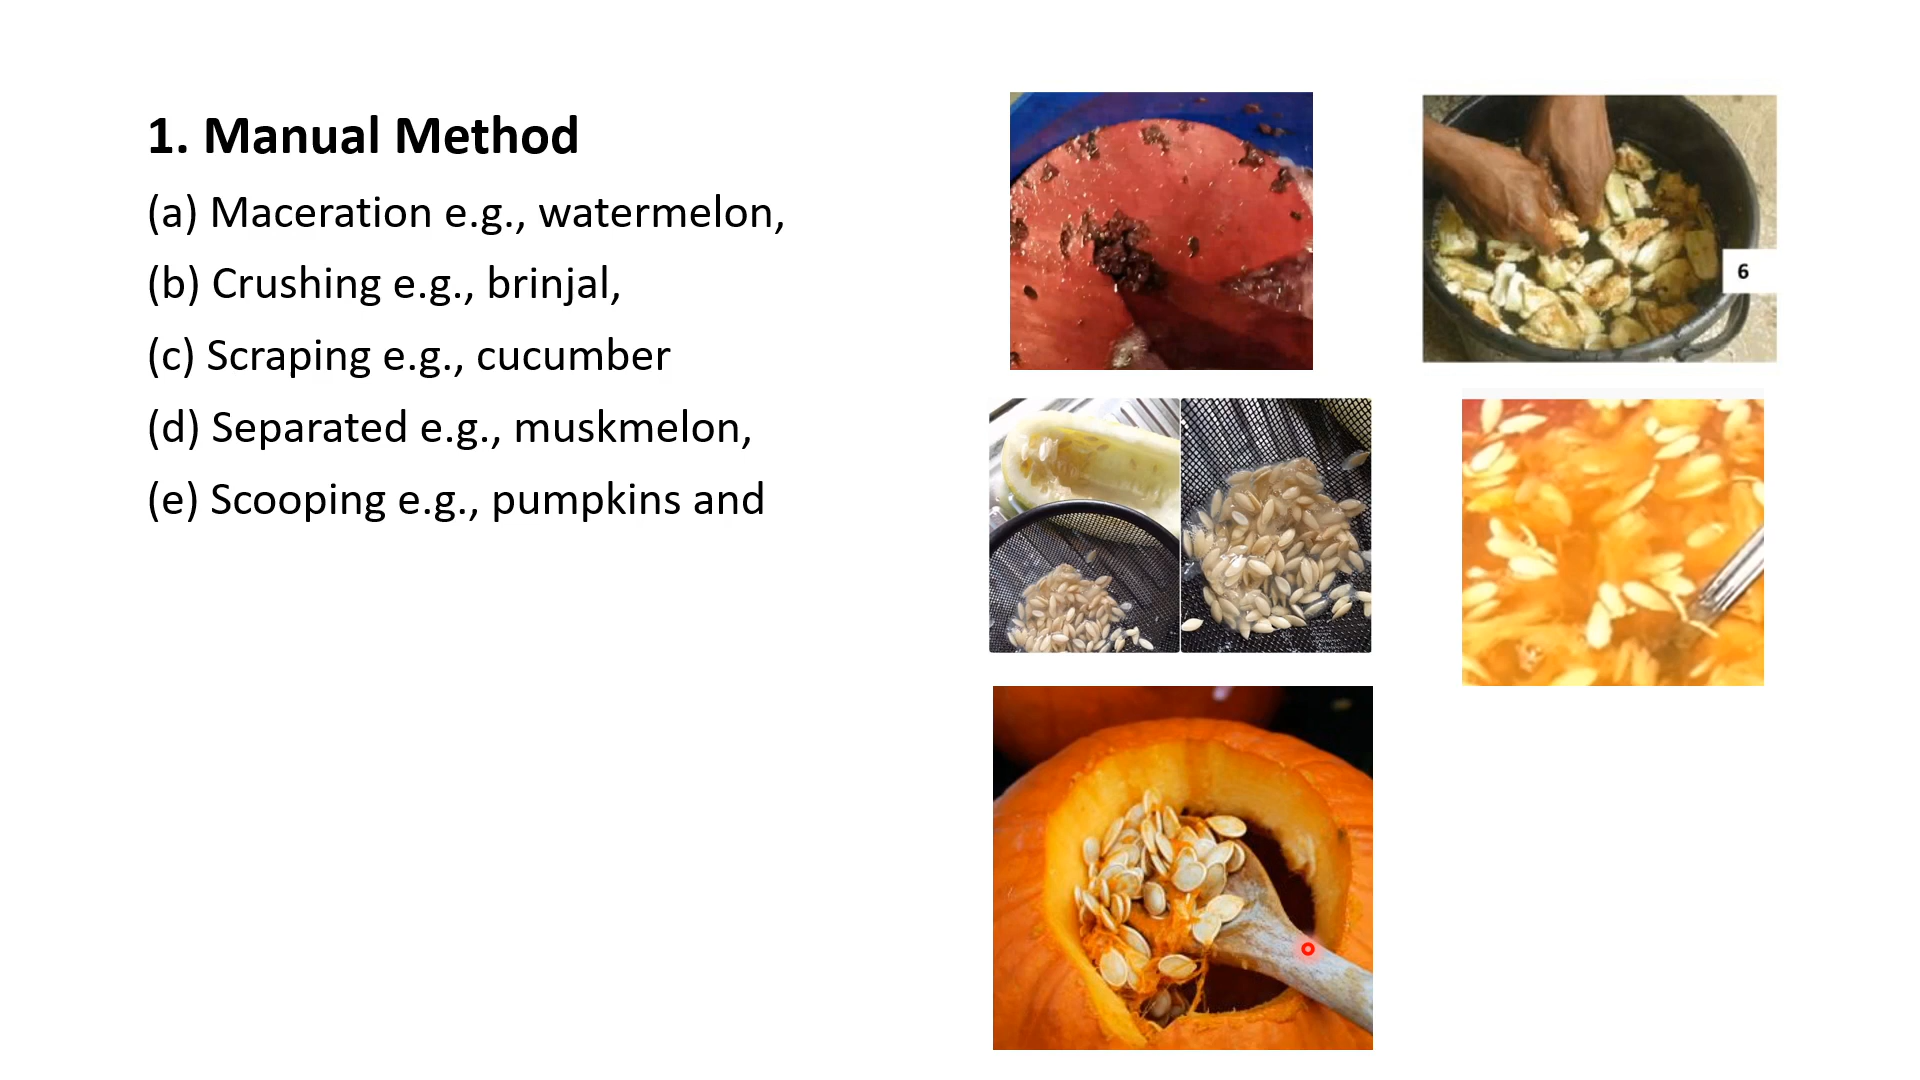 1. Manual Method
(a) Maceration e.g., watermelon,
(b) Crushing e.g., brinjal,
(c) Scraping e.g., cucumber
(d) Separated e.g., muskmelon,
(e) Scooping e.g., pumpkins and
6